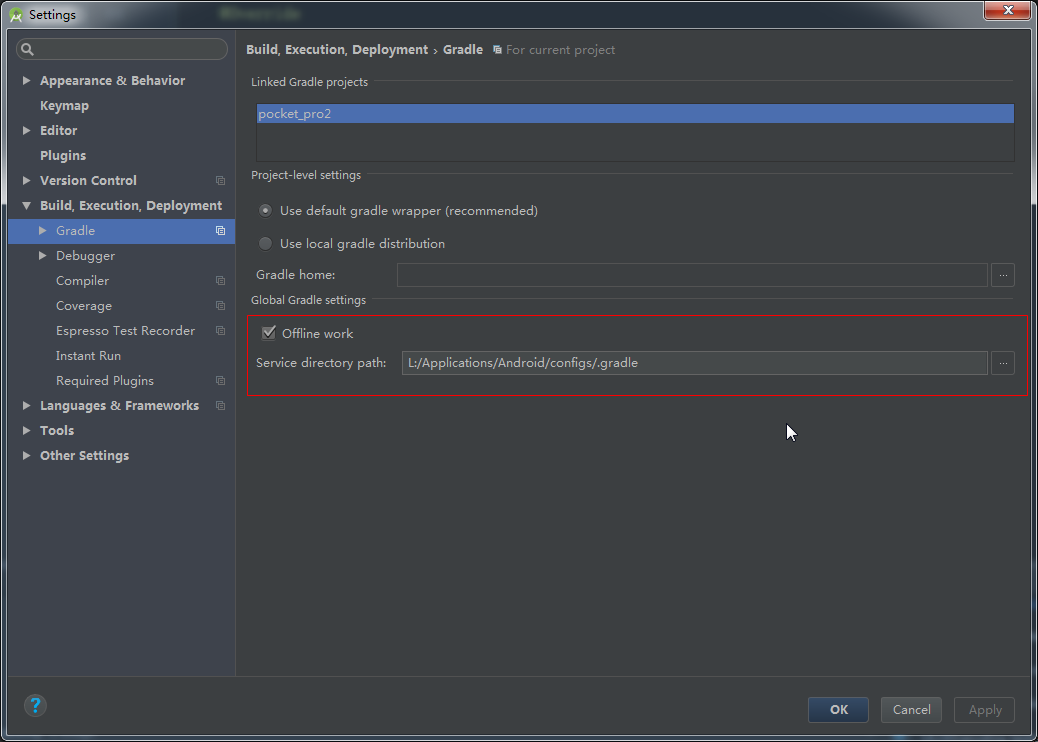 Settings
Build, Execution, Deployment › Gradle For current project
Appearance & Behavior
Keymap
Editor
Plugins
Version Control
Build, Execution, Deployment
Gradle
Debugger
Compiler
Coverage
Espresso Test Recorder
Instant Run
Required Plugins
Languages & Frameworks
Tools
Other Settings
Linked Gradle projects
pocket_pro2
Project-level settings
Use default gradle wrapper (recommended)
Use local gradle distribution
Gradle home:
...
Global Gradle settings
Offline work
Service directory path: L:/Applications/Android/configs/.gradle
...
?
OK Cancel Apply